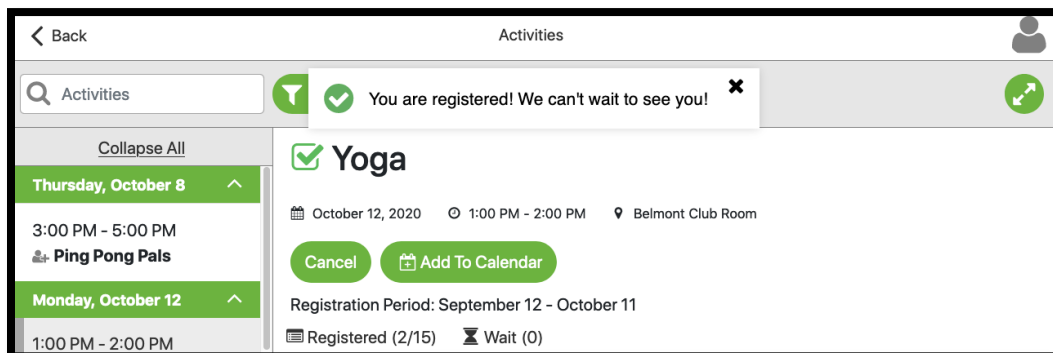 Back
Activities
Activities
You are registered! We can't wait to see you!
Collapse All
Thursday, October 8
3:00 PM - 5:00 PM
Ping Pong Pals
Monday, October 12
1:00 PM - 2:00 PM
Yoga
October 12, 2020 1:00 PM - 2:00 PM Belmont Club Room
Cancel Add To Calendar
Registration Period: September 12 - October 11
Registered (2/15) Wait (0)